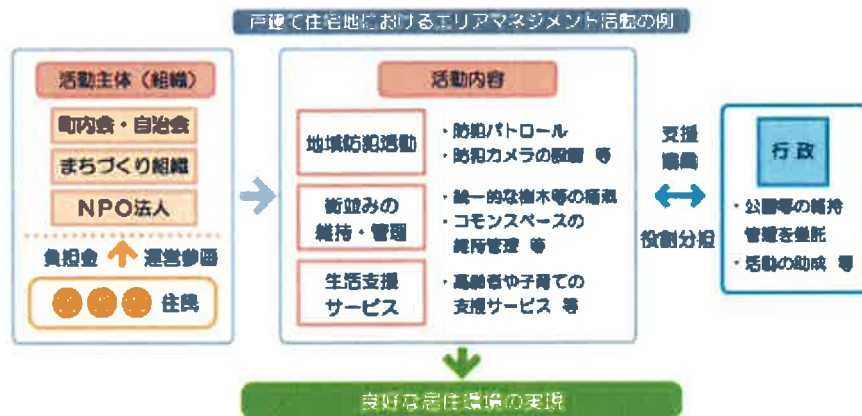 戸建て住宅地におけるエリアマネジメント活動の例
活動主体（組織）
町内会・自治会
まちづくり組織
NPO法人
負担金
運営参画
住民
活動内容
地域防犯活動
・防犯パトロール
・防犯カメラの設置 等
街並みの
維持・管理
・統一的な樹木等の植栽
・コモンスペースの
維持管理 等
生活支援
サービス
・高齢者や子育ての
支援サービス 等
支援
連携
役割分担
行政
・公園等の維持
管理を委託
・活動の助成 等
良好な居住環境の実現